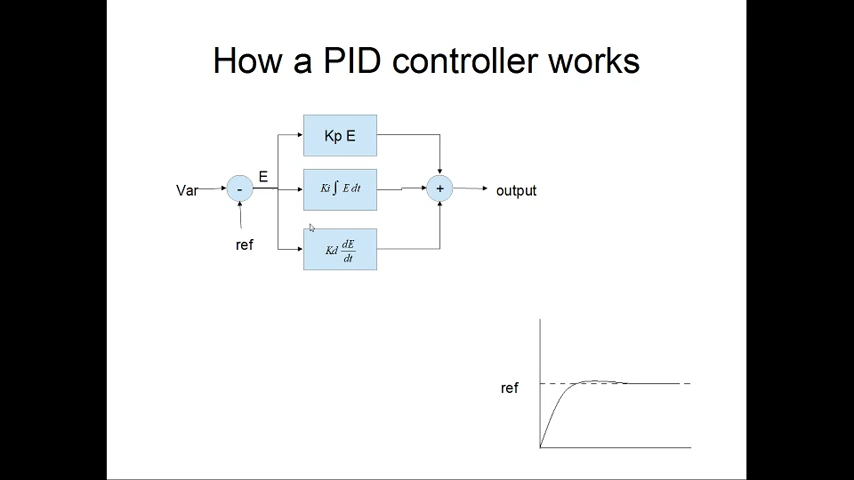 How a PID controller works
Kp E
E
Var
-
Ki ∫ E dt
+
output
ref
Kd dE/dt
ref